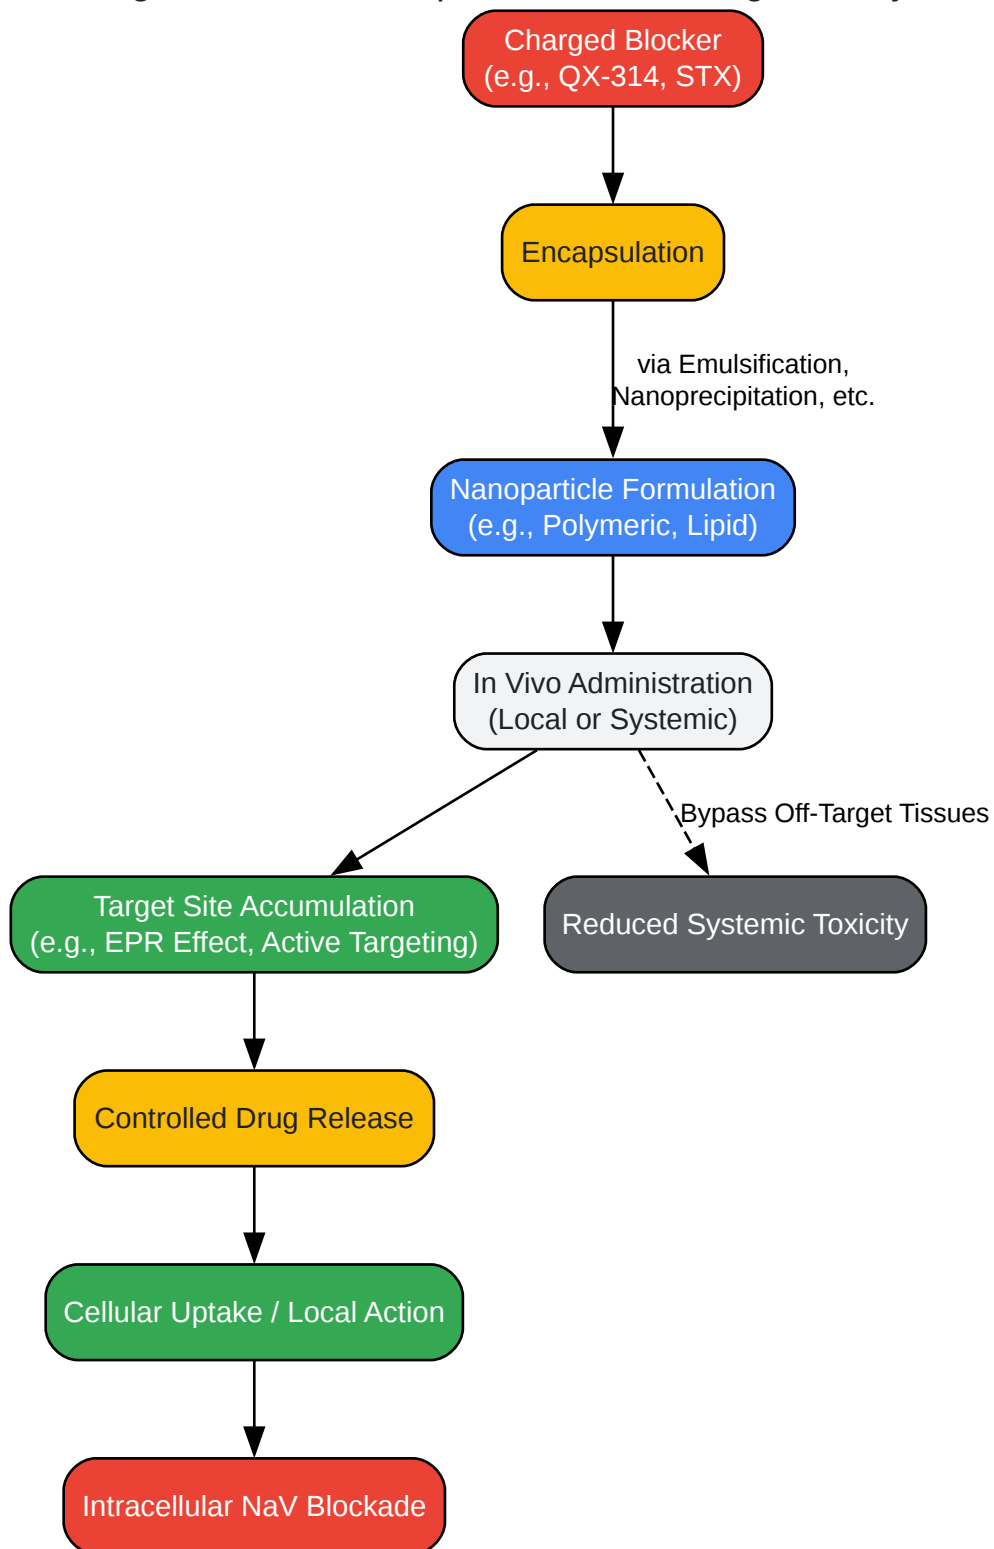 Charged Blocker
(e.g., QX-314, STX)
Encapsulation
via Emulsification,
Nanoprecipitation, etc.
Nanoparticle Formulation
(e.g., Polymeric, Lipid)
In Vivo Administration
(Local or Systemic)
Bypass Off-Target Tissues
Target Site Accumulation
(e.g., EPR Effect, Active Targeting)
Reduced Systemic Toxicity
Controlled Drug Release
Cellular Uptake / Local Action
Intracellular NaV Blockade